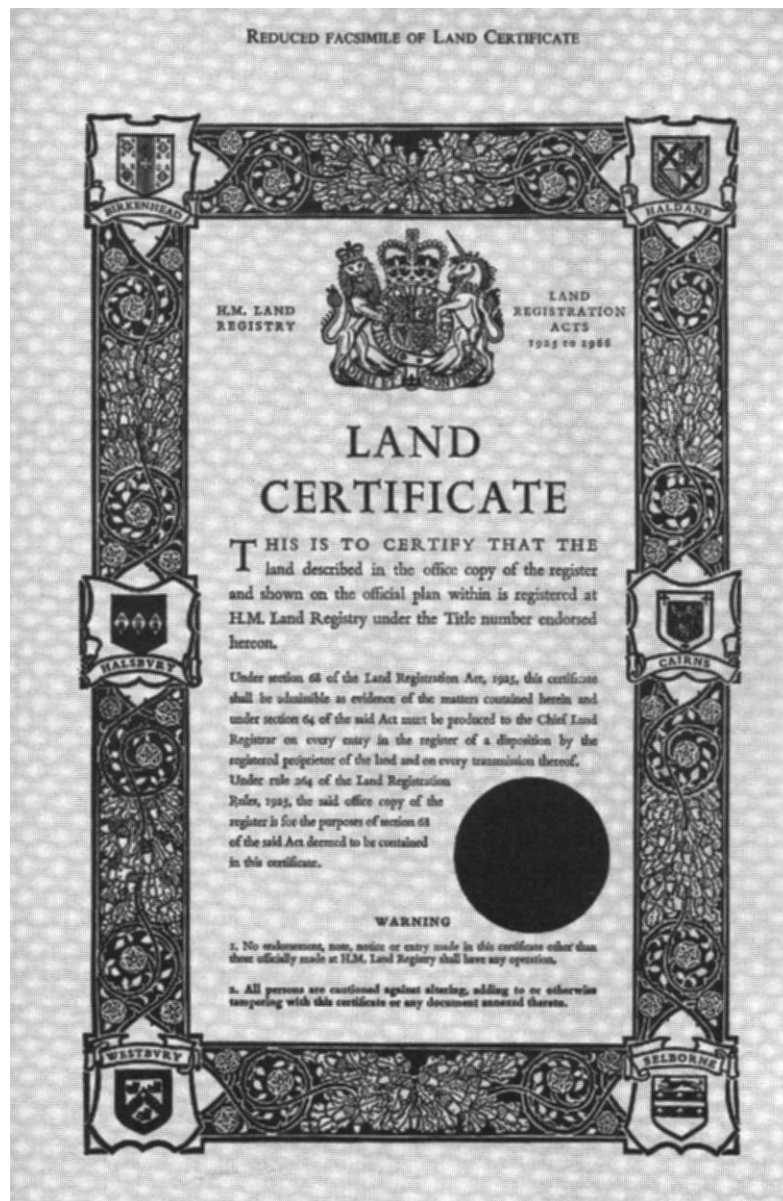 REDUCED FACSIMILE OF LAND CERTIFICATE
BIRKENHEAD
HALDANE
H.M. LAND
REGISTRY
LAND
REGISTRATION
ACTS
1925 to 1966
LAND
CERTIFICATE
THIS IS TO CERTIFY THAT THE
land described in the office copy of the register
and shown on the official plan within is registered at
H.M. Land Registry under the Title number endorsed
hereon.
HALSBVRY
CAIRNS
Under section 68 of the Land Registration Act, 1925, this certificate
shall be admissible as evidence of the matters contained herein and
under section 64 of the said Act must be produced to the Chief Land
Registrar on every entry in the register of a disposition by the
registered proprietor of the land and on every transmission thereof.
Under rule 264 of the Land Registration
Rules, 1925, the said office copy of the
register is for the purposes of section 68
of the said Act deemed to be contained
in this certificate.
WARNING
1. No endorsement, note, notice or entry made in this certificate other than
those officially made at H.M. Land Registry shall have any operation.
2. All persons are cautioned against altering, adding to or otherwise
tampering with this certificate or any document annexed thereto.
WESTBVRY
SELBORNE